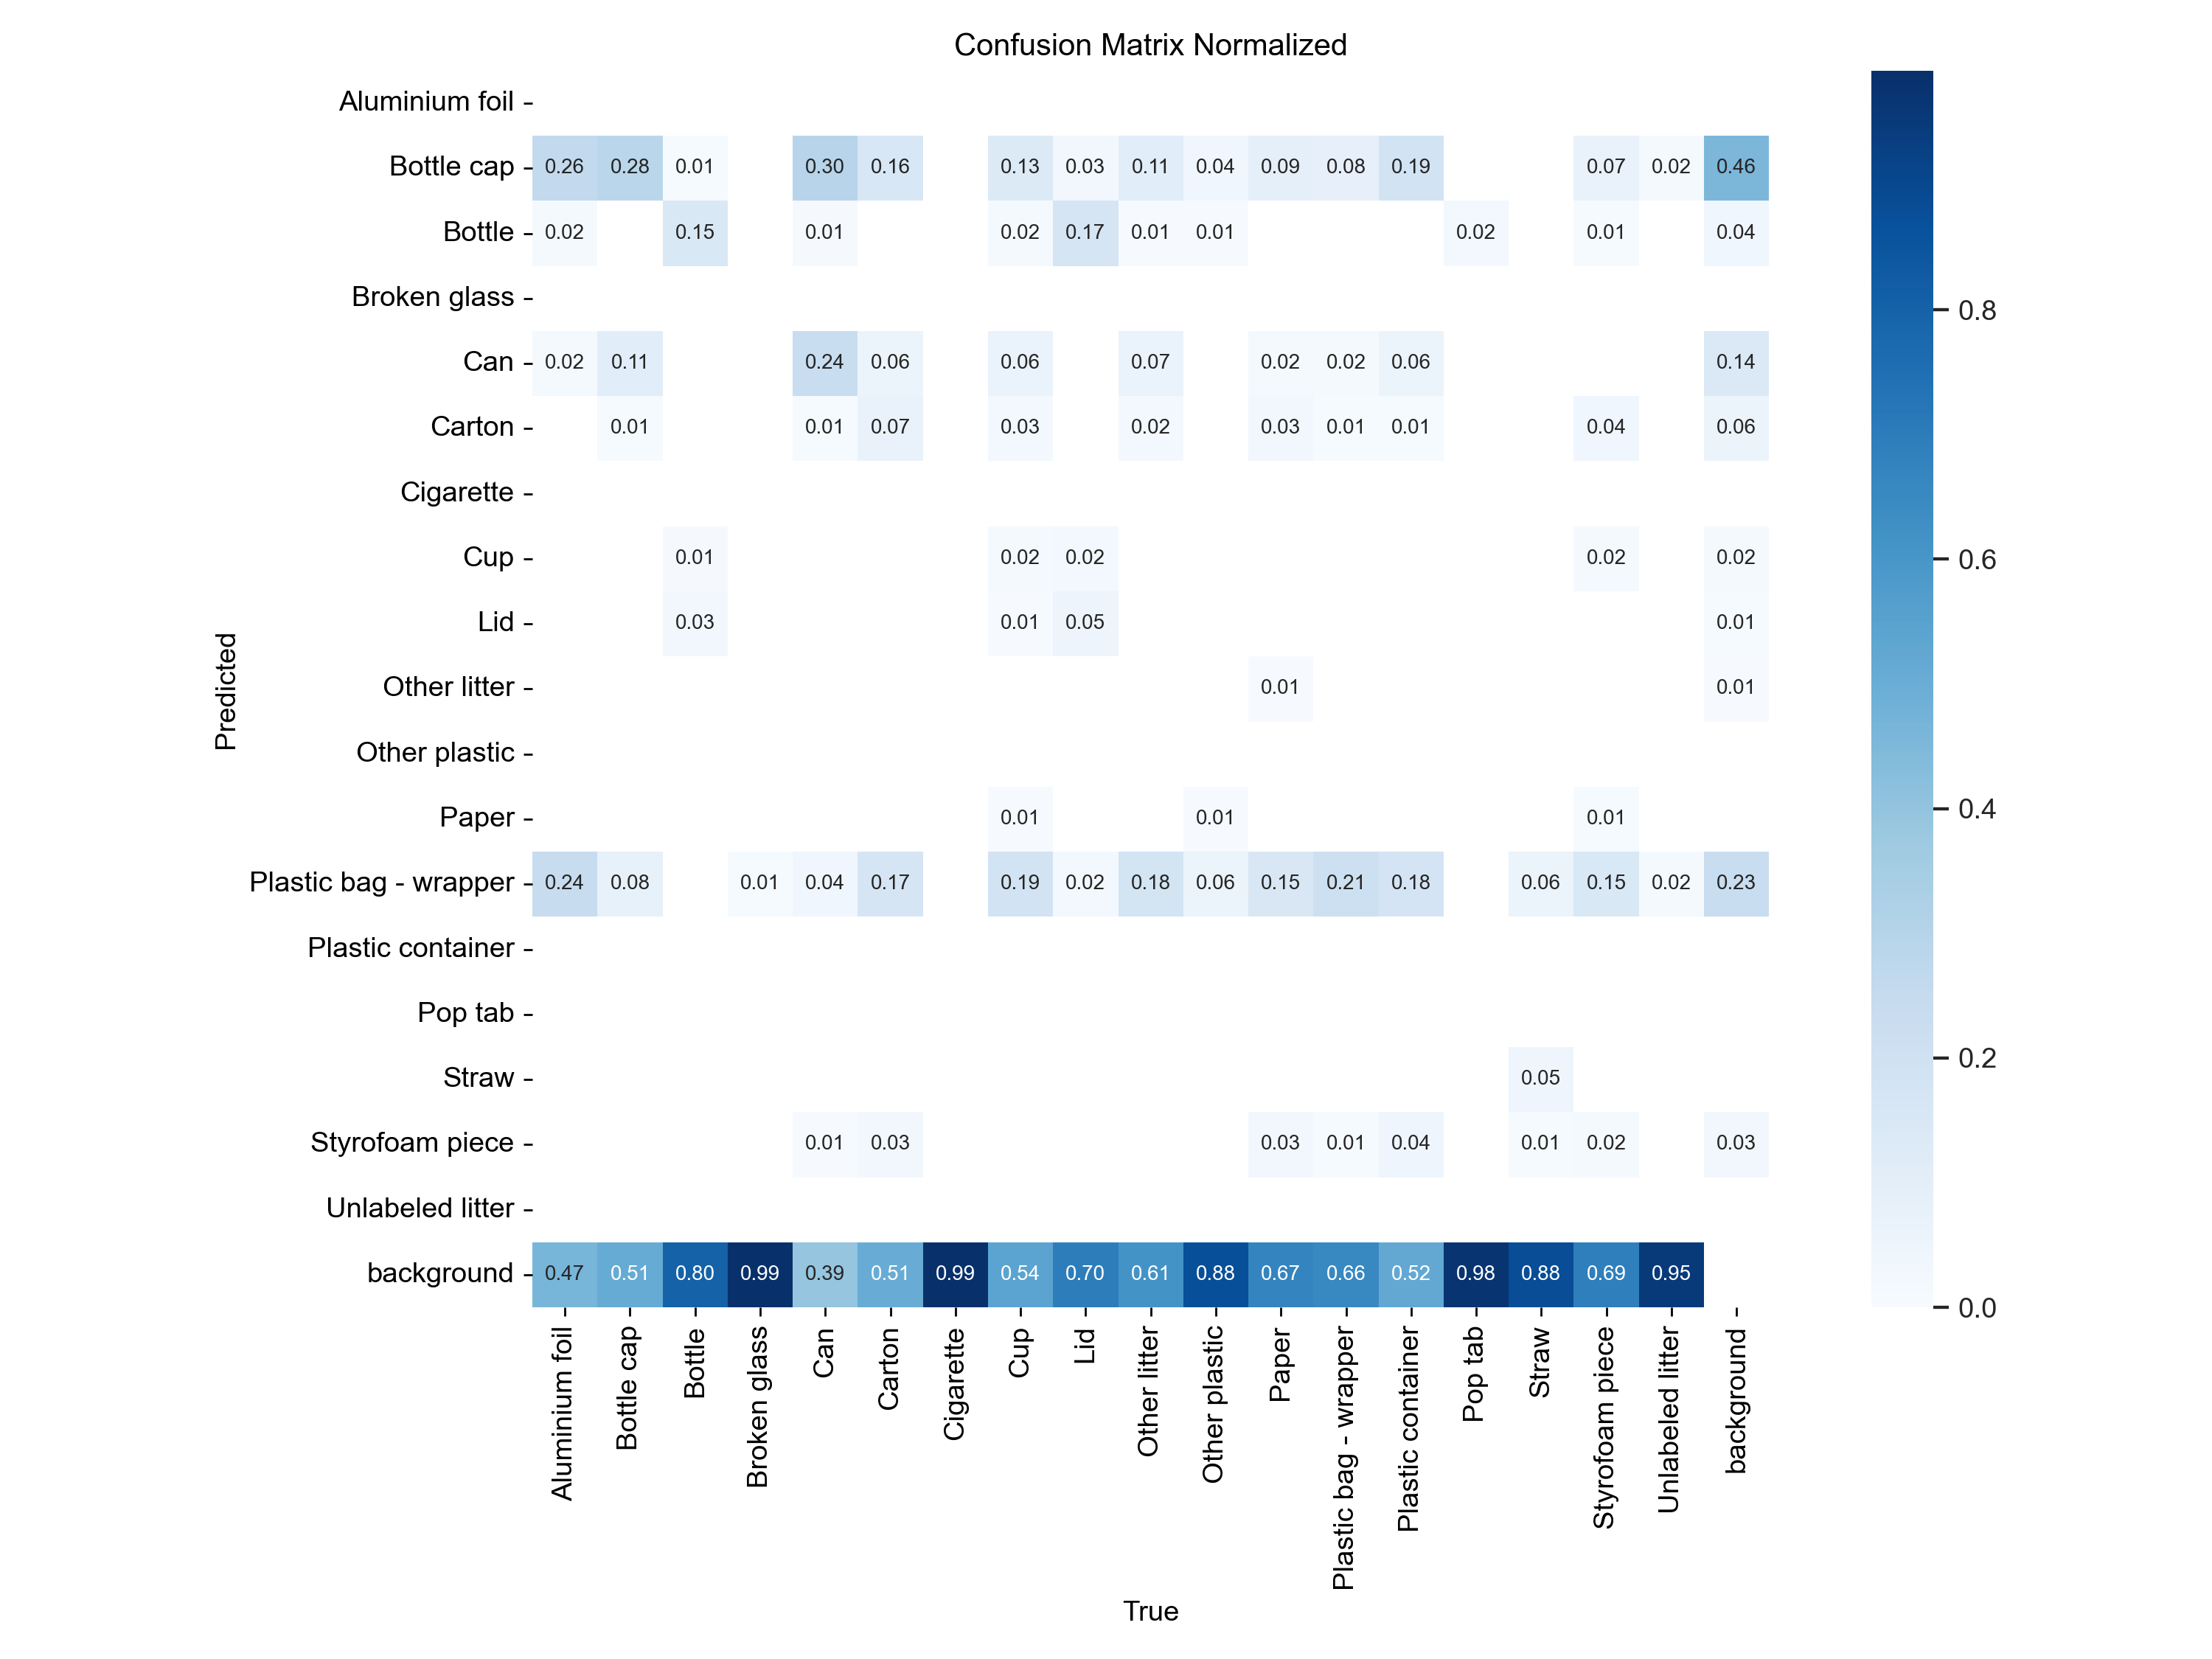 Confusion Matrix Normalized
Aluminium foil
Bottle cap 0.26 0.28 0.01 0.30 0.16 0.13 0.03 0.11 0.04 0.09 0.08 0.19 0.07 0.02 0.46
Bottle 0.02 0.15 0.01 0.02 0.17 0.01 0.01 0.02 0.01 0.04
Broken glass
Can 0.02 0.11 0.24 0.06 0.06 0.07 0.02 0.02 0.06 0.14
Carton 0.01 0.01 0.07 0.03 0.02 0.03 0.01 0.01 0.04 0.06
Cigarette
Cup 0.01 0.02 0.02 0.02 0.02
Lid 0.03 0.01 0.05 0.01
Other litter 0.01 0.01
Other plastic
Paper 0.01 0.01 0.01
Plastic bag - wrapper 0.24 0.08 0.01 0.04 0.17 0.19 0.02 0.18 0.06 0.15 0.21 0.18 0.06 0.15 0.02 0.23
Plastic container
Pop tab
Straw 0.05
Styrofoam piece 0.01 0.03 0.03 0.01 0.04 0.01 0.02 0.03
Unlabeled litter
background 0.47 0.51 0.80 0.99 0.39 0.51 0.99 0.54 0.70 0.61 0.88 0.67 0.66 0.52 0.98 0.88 0.69 0.95
Predicted
Aluminium foil
Bottle cap
Bottle
Broken glass
Can
Carton
Cigarette
Cup
Lid
Other litter
Other plastic
Paper
Plastic bag - wrapper
Plastic container
Pop tab
Straw
Styrofoam piece
Unlabeled litter
background
True
0.8
0.6
0.4
0.2
0.0